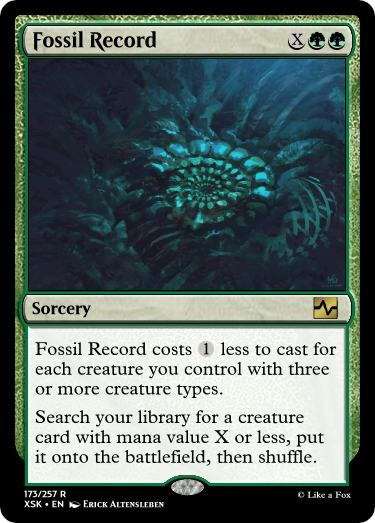 Fossil Record X
Sorcery
Fossil Record costs 1 less to cast for
each creature you control with three
or more creature types.
Search your library for a creature
card with mana value X or less, put
it onto the battlefield, then shuffle.
173/257 R
XSK • EN Erick Altensleben
© Like a Fox